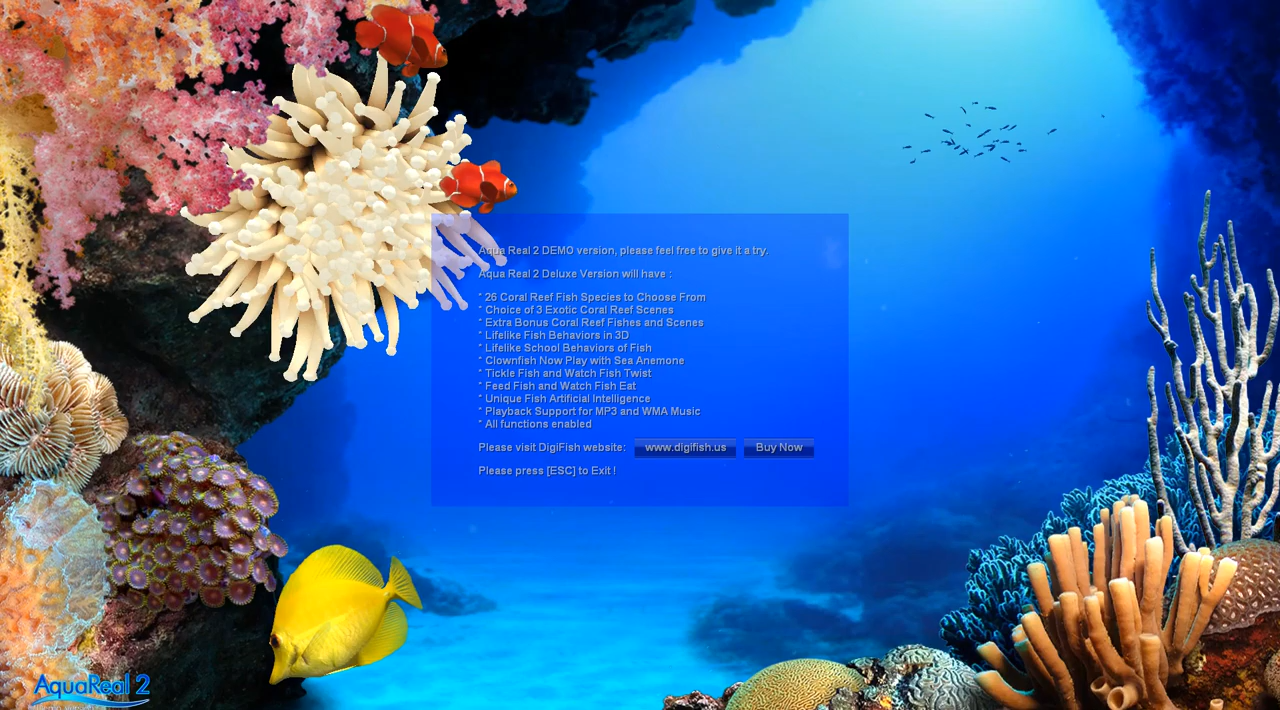 Aqua Real 2 DEMO version, please feel free to give it a try.
Aqua Real 2 Deluxe Version will have :
* 26 Coral Reef Fish Species to Choose From
* Choice of 3 Exotic Coral Reef Scenes
* Extra Bonus Coral Reef Fishes and Scenes
* Lifelike Fish Behaviors in 3D
* Lifelike School Behaviors of Fish
* Clownfish Now Play with Sea Anemone
* Tickle Fish and Watch Fish Twist
* Feed Fish and Watch Fish Eat
* Unique Fish Artificial Intelligence
* Playback Support for MP3 and WMA Music
* All functions enabled
Please visit DigiFish website: www.digifish.us Buy Now
Please press [ESC] to Exit !
AquaReal 2